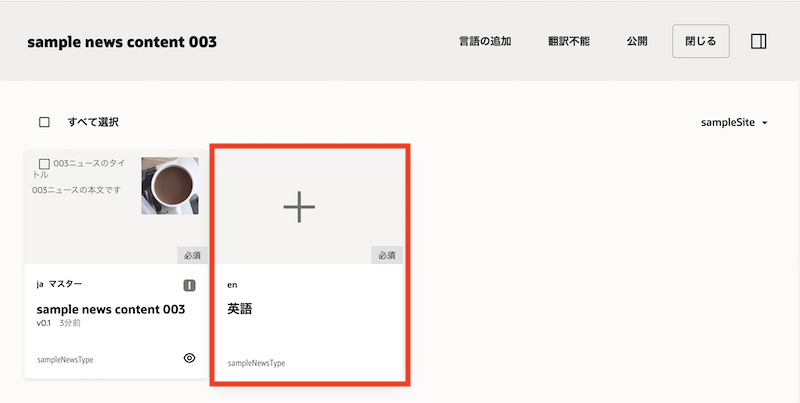 sample news content 003
言語の追加
翻訳不能
公開
閉じる
すべて選択
sampleSite
003ニュースのタイ
トル
003ニュースの本文です
必須
ja マスター
sample news content 003
v0.1 3分前
sampleNewsType
必須
en
英語
sampleNewsType